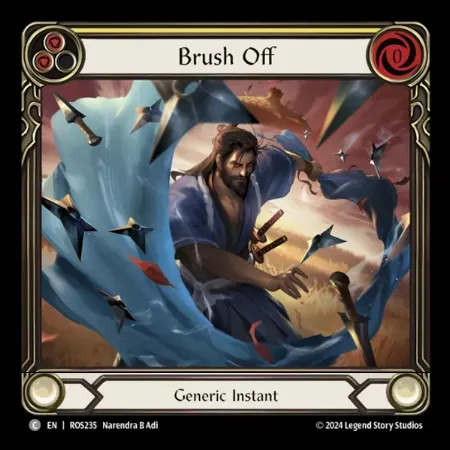 Brush Off
0
Generic Instant
C EN | ROS235 Narendra B Adi
© 2024 Legend Story Studios